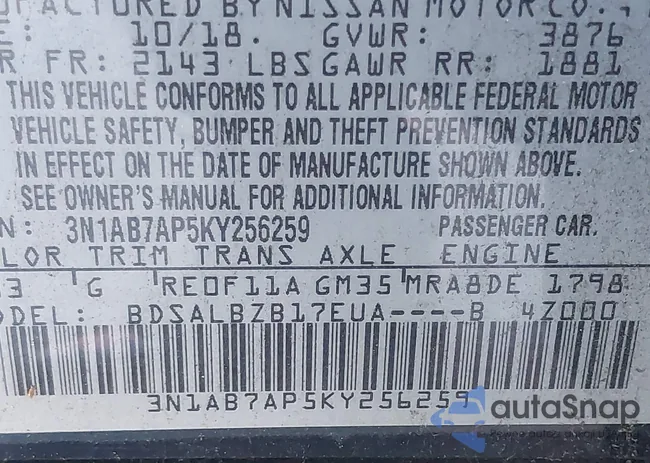 UFACTURED BY NISSAN MOTOR CO.,
E: 10/18. GVWR: 3876
R FR: 2143 LBS GAWR RR: 1881
THIS VEHICLE CONFORMS TO ALL APPLICABLE FEDERAL MOTOR
VEHICLE SAFETY, BUMPER AND THEFT PREVENTION STANDARDS
IN EFFECT ON THE DATE OF MANUFACTURE SHOWN ABOVE.
SEE OWNER'S MANUAL FOR ADDITIONAL INFORMATION.
N: 3N1AB7AP5KY256259 PASSENGER CAR.
LOR TRIM TRANS AXLE ENGINE
3 G RE0F11A GM35 MRA8DE 1798
ODEL: BDSALBZB17EUA----B 4Z000
3N1AB7AP5KY256259
autoSnap